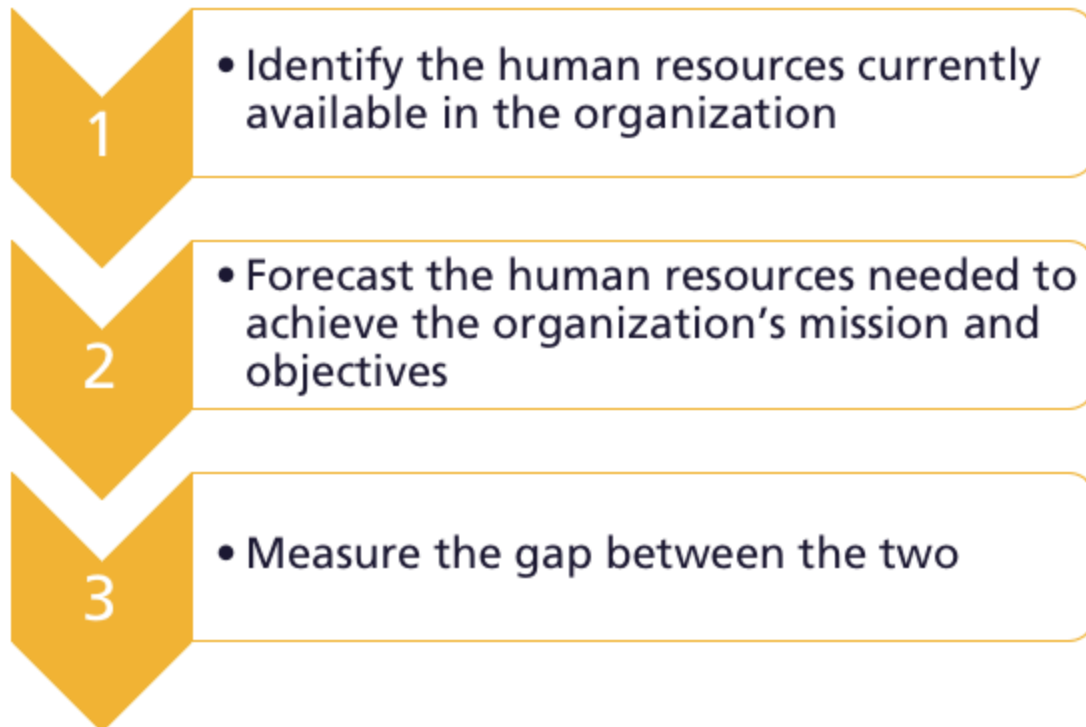 1
• Identify the human resources currently
available in the organization
2
• Forecast the human resources needed to
achieve the organization’s mission and
objectives
3
• Measure the gap between the two